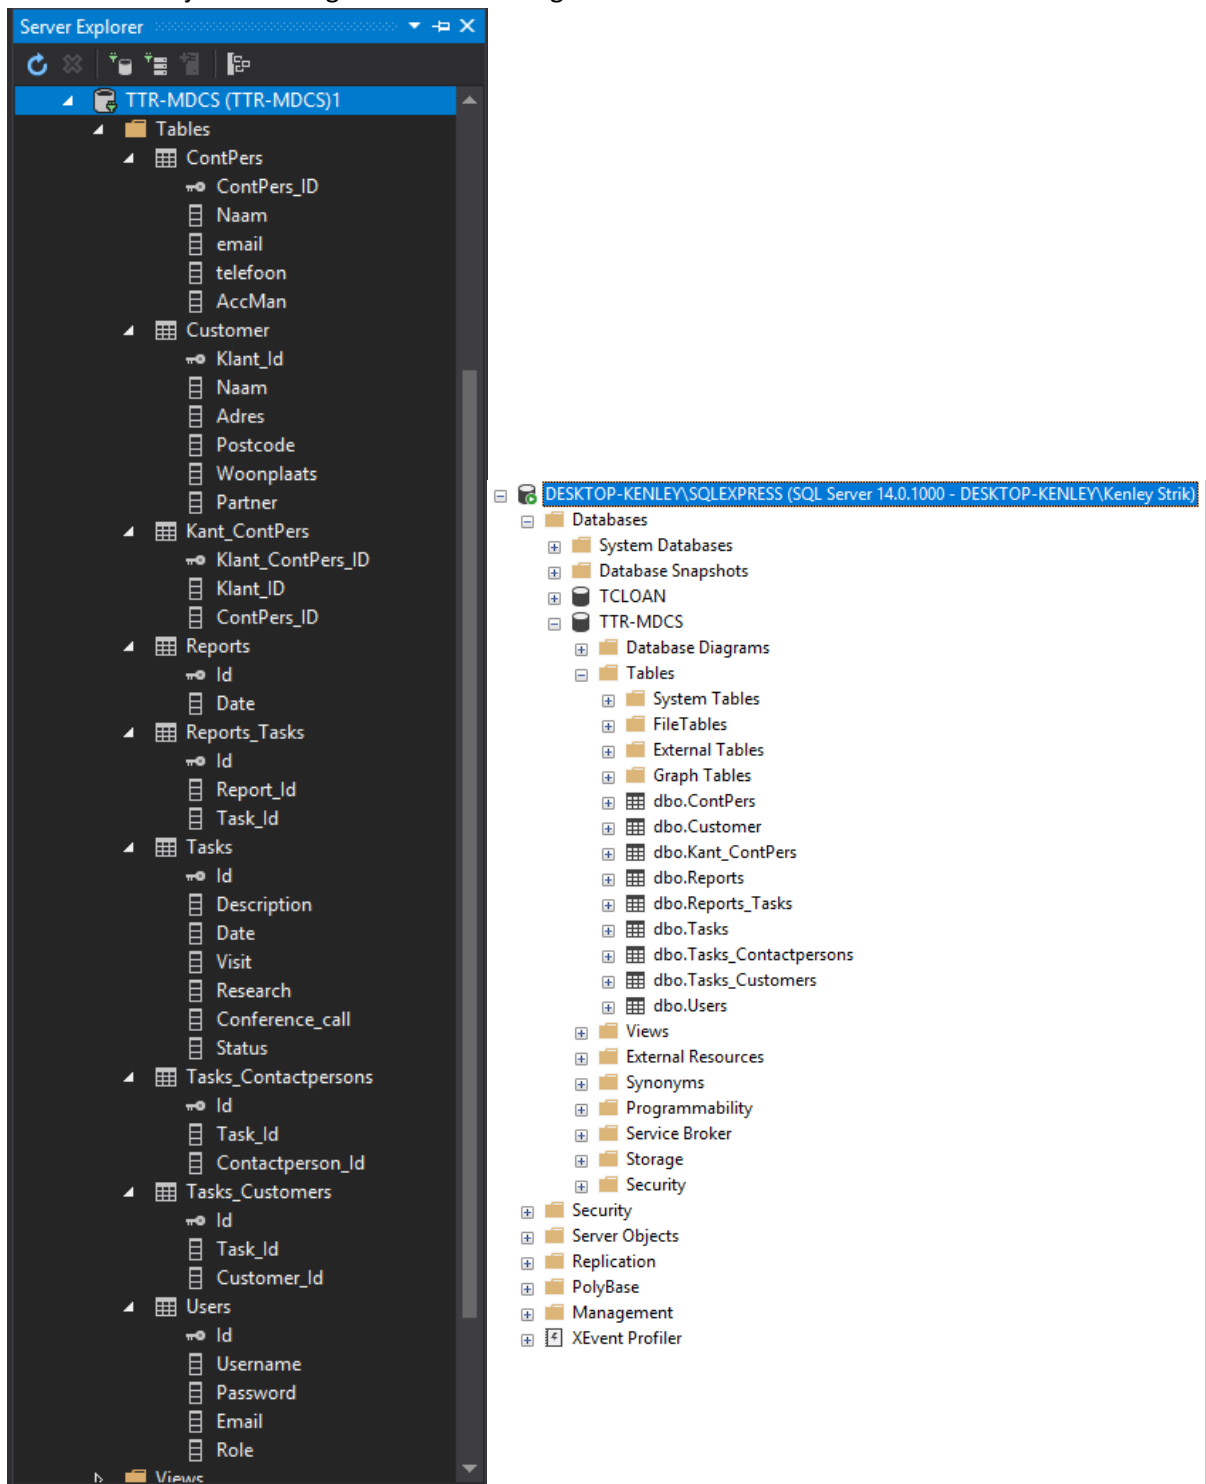 Server Explorer
TTR-MDCS (TTR-MDCS)1
Tables
ContPers
ContPers_ID
Naam
email
telefoon
AccMan
Customer
Klant_Id
Naam
Adres
Postcode
Woonplaats
Partner
Kant_ContPers
Klant_ContPers_ID
Klant_ID
ContPers_ID
Reports
Id
Date
Reports_Tasks
Id
Report_Id
Task_Id
Tasks
Id
Description
Date
Visit
Research
Conference_call
Status
Tasks_Contactpersons
Id
Task_Id
Contactperson_Id
Tasks_Customers
Id
Task_Id
Customer_Id
Users
Id
Username
Password
Email
Role
Views
DESKTOP-KENLEY\SQLEXPRESS (SQL Server 14.0.1000 - DESKTOP-KENLEY\Kenley Strik)
Databases
System Databases
Database Snapshots
TCLOAN
TTR-MDCS
Database Diagrams
Tables
System Tables
FileTables
External Tables
Graph Tables
dbo.ContPers
dbo.Customer
dbo.Kant_ContPers
dbo.Reports
dbo.Reports_Tasks
dbo.Tasks
dbo.Tasks_Contactpersons
dbo.Tasks_Customers
dbo.Users
Views
External Resources
Synonyms
Programmability
Service Broker
Storage
Security
Security
Server Objects
Replication
PolyBase
Management
XEvent Profiler